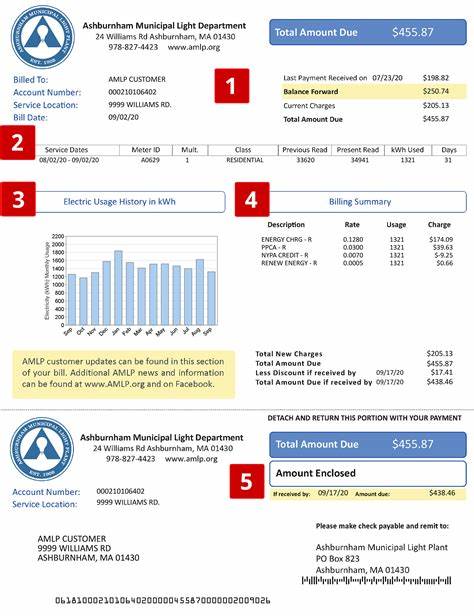 ASHBURNHAM MUNICIPAL LIGHT PLANT
EST. 1908
Ashburnham Municipal Light Department
24 Williams Rd Ashburnham, MA 01430
978-827-4423 www.amlp.org
Total Amount Due $455.87
Billed To: AMLP CUSTOMER
Account Number: 000210106402
Service Location: 9999 WILLIAMS RD.
Bill Date: 09/02/20
1
Last Payment Received on 07/23/20 $198.82
Balance Forward $250.74
Current Charges $205.13
Total Amount Due $455.87
2
Service Dates Meter ID Mult. Class Previous Read Present Read kWh Used Days
08/02/20 - 09/02/20 A0629 1 RESIDENTIAL 33620 34941 1321 31
3
Electric Usage History in kWh
Electricity (kWh) Monthly Usage
2200
2000
1800
1600
1400
1200
1000
800
600
400
200
0
Sep Oct Nov Dec Jan Feb Mar Apr May Jun Jul Aug Sep
4
Billing Summary
Description Rate Usage Charge
ENERGY CHRG - R 0.1280 1321 $174.09
PPCA - R 0.0300 1321 $39.63
NYPA CREDIT - R 0.0070 1321 $-9.25
RENEW ENERGY - R 0.0005 1321 $0.66
AMLP customer updates can be found in this section
of your bill. Additional AMLP news and information
can be found at www.AMLP.org and on Facebook.
Total New Charges $205.13
Total Amount Due $455.87
Less Discount if received by 09/17/20 $17.41
Total Amount Due if received by 09/17/20 $438.46
DETACH AND RETURN THIS PORTION WITH YOUR PAYMENT
ASHBURNHAM MUNICIPAL LIGHT PLANT
EST. 1908
Ashburnham Municipal Light Department
24 Williams Rd Ashburnham, MA 01430
978-827-4423 www.amlp.org
Total Amount Due $455.87
5
Amount Enclosed
If received by: 09/17/20 Amount due: $438.46
Account Number: 000210106402
Service Location: 9999 WILLIAMS RD.
Please make check payable and remit to:
AMLP CUSTOMER
9999 WILLIAMS RD
ASHBURNHAM, MA 01430
Ashburnham Municipal Light Plant
PO Box 823
Ashburnham, MA 01430